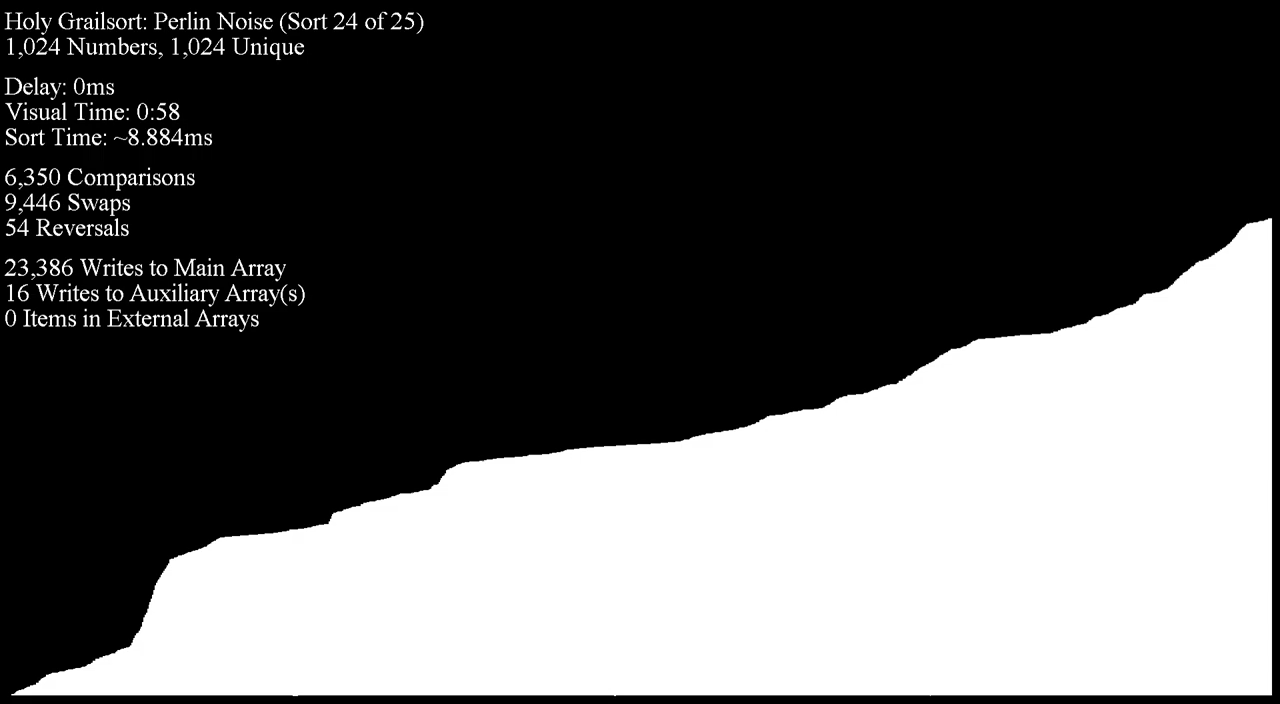 Holy Grailsort: Perlin Noise (Sort 24 of 25)
1,024 Numbers, 1,024 Unique
Delay: 0ms
Visual Time: 0:58
Sort Time: ~8.884ms
6,350 Comparisons
9,446 Swaps
54 Reversals
23,386 Writes to Main Array
16 Writes to Auxiliary Array(s)
0 Items in External Arrays